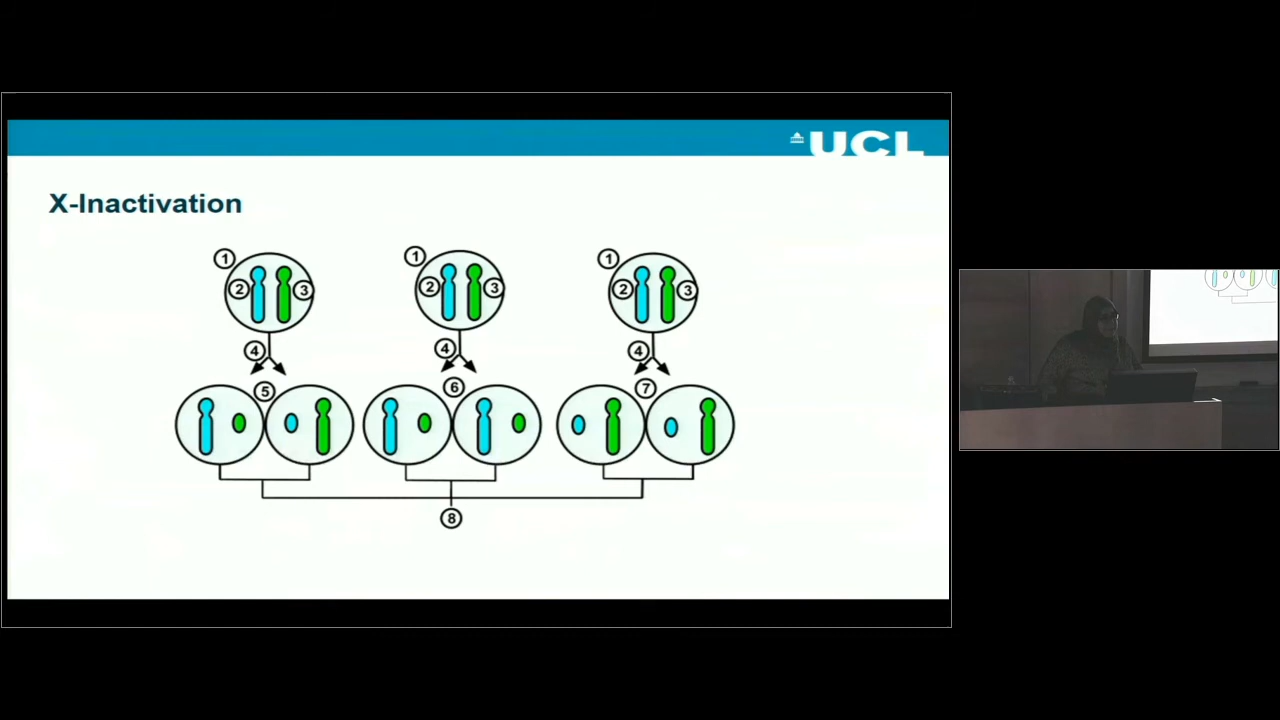 UCL
X-Inactivation
1 1 1
2 3 2 3 2 3
4 4 4
5 6 7
8